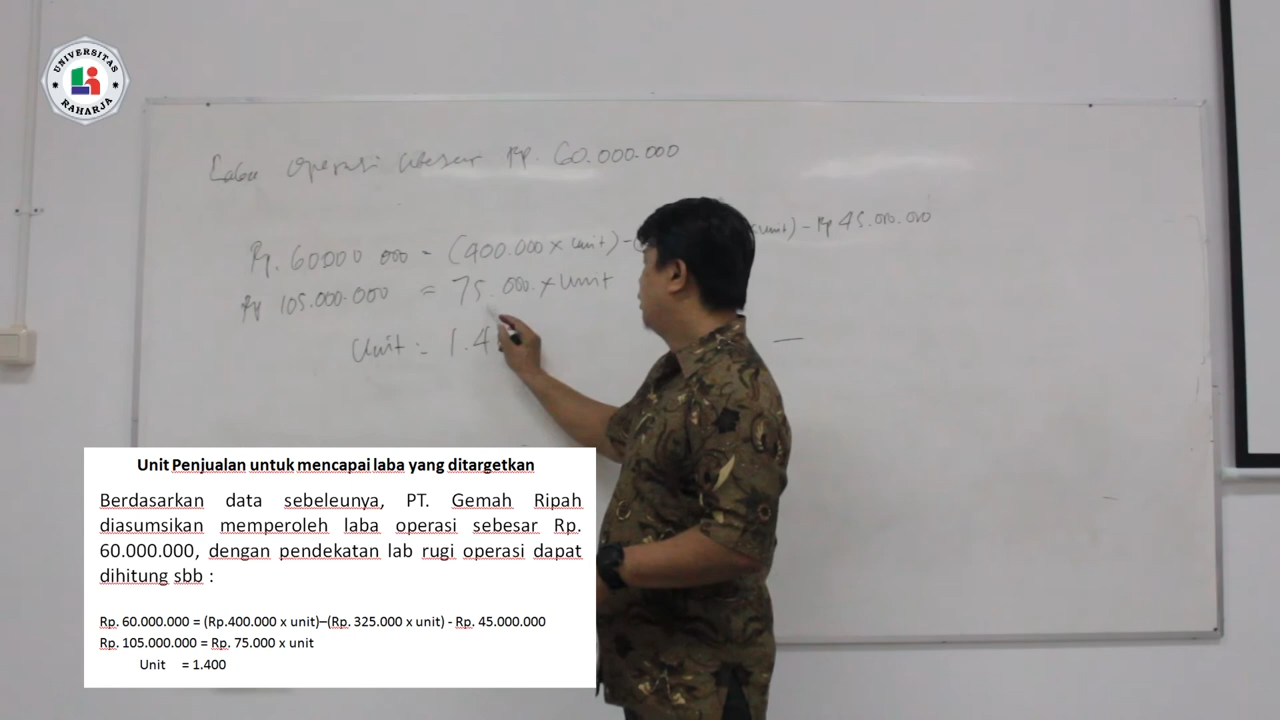 UNIVERSITAS
RAHARJA
Laba Operasi sebesar Rp. 60.000.000
Rp. 60000 000 = (400.000 x unit) - ( x unit) - Rp 45.000.000
Rp 105.000.000 = 75.000. x unit
Unit = 1.4
Unit Penjualan untuk mencapai laba yang ditargetkan
Berdasarkan data sebeleunya, PT. Gemah Ripah
diasumsikan memperoleh laba operasi sebesar Rp.
60.000.000, dengan pendekatan lab rugi operasi dapat
dihitung sbb :
Rp. 60.000.000 = (Rp.400.000 x unit)–(Rp. 325.000 x unit) - Rp. 45.000.000
Rp. 105.000.000 = Rp. 75.000 x unit
Unit = 1.400